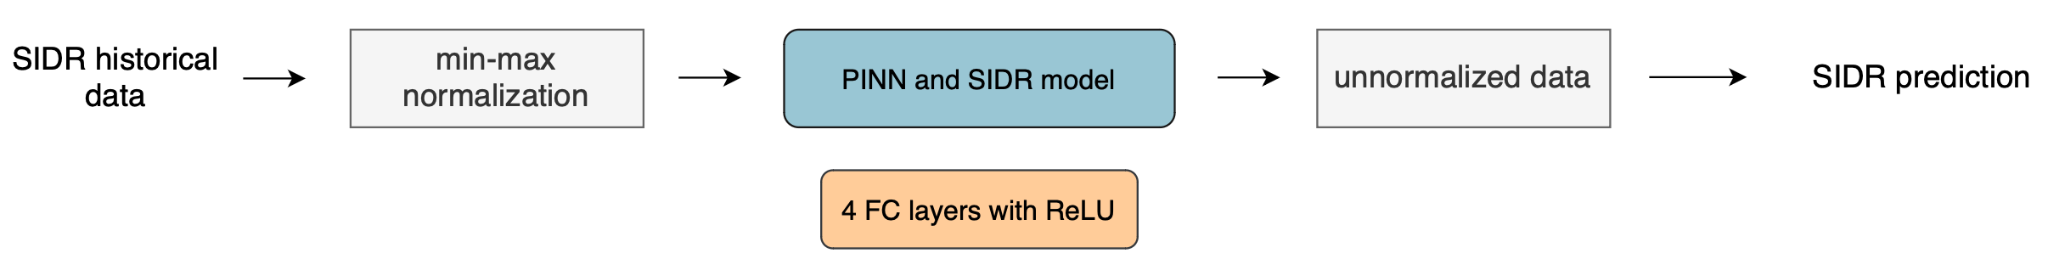 SIDR historical
data
min-max
normalization
PINN and SIDR model
unnormalized data
SIDR prediction
4 FC layers with ReLU